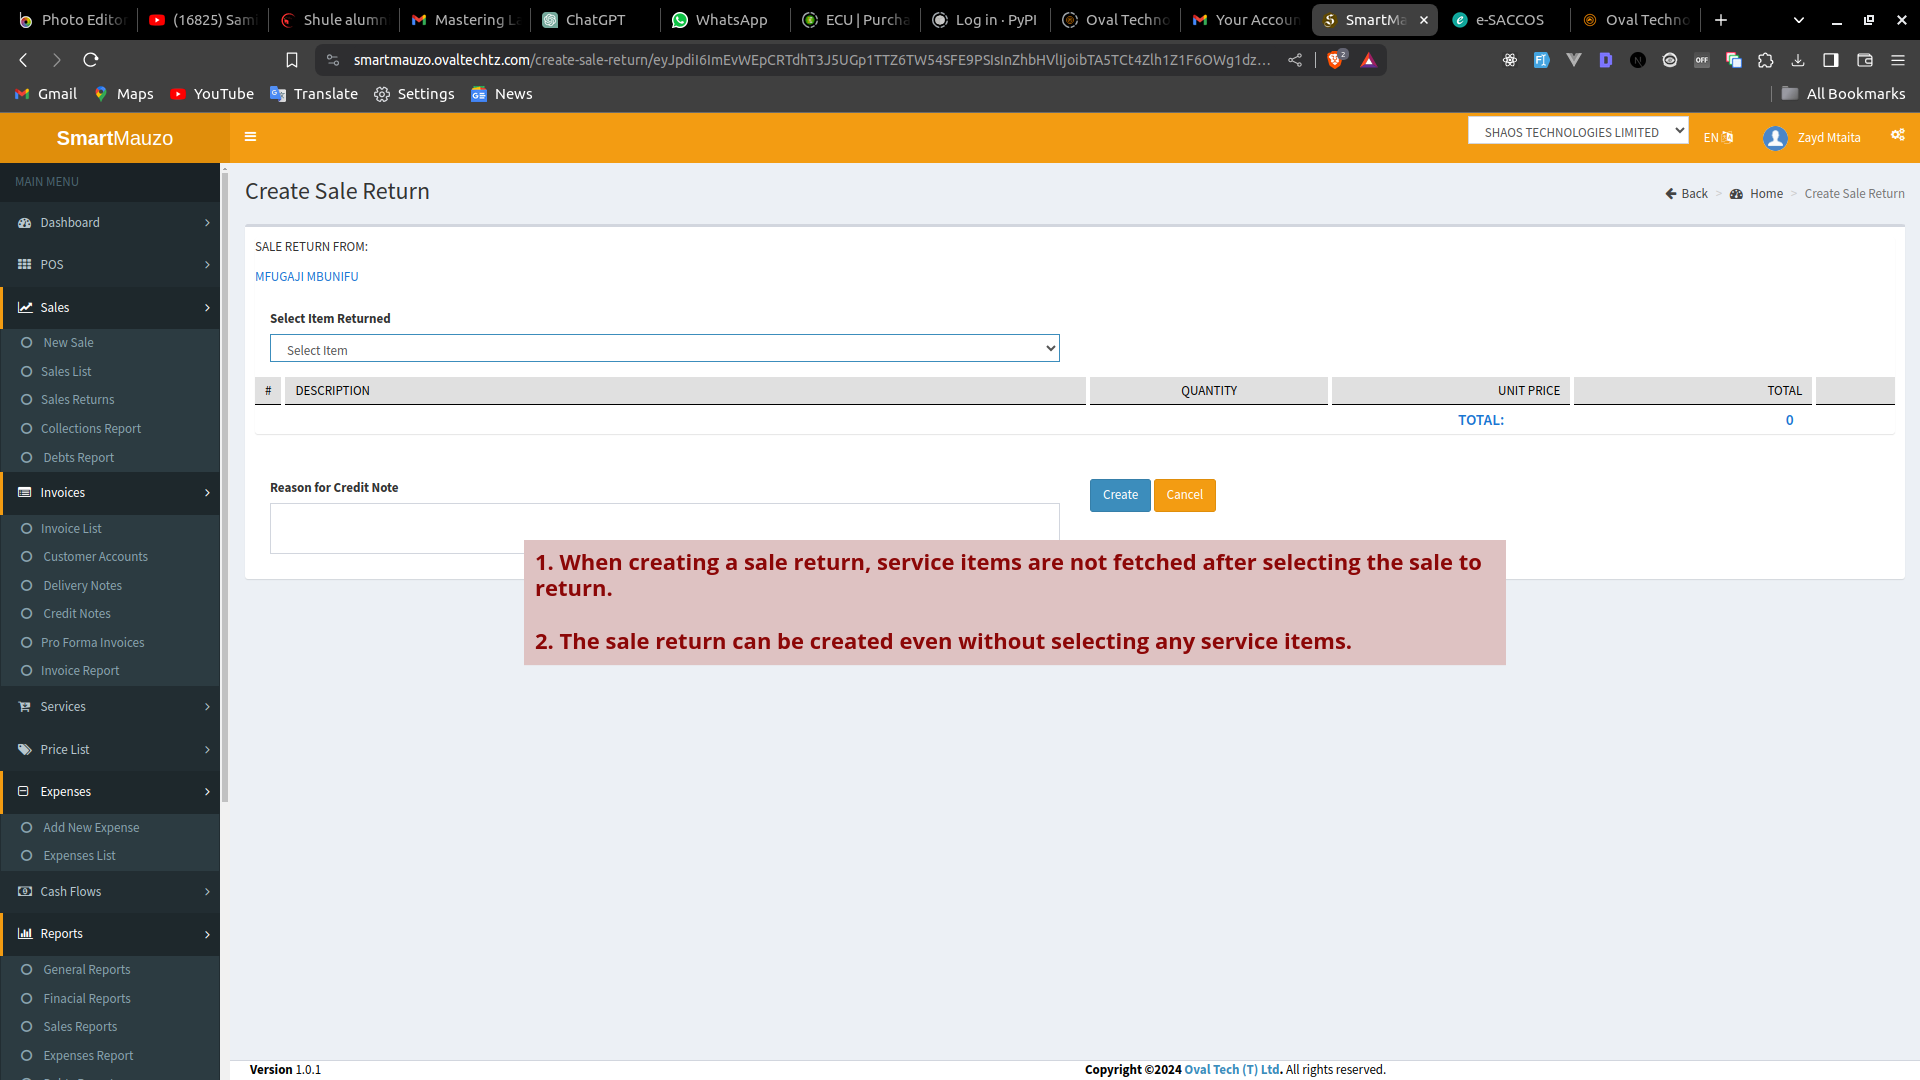 Photo Editor
(16825) Sami
Shule alumn
Mastering La
ChatGPT
WhatsApp
ECU | Purcha
Log in · PyPI
Oval Techno
Your Accoun
SmartMa
e-SACCOS
Oval Techno
smartmauzo.ovaltechtz.com/create-sale-return/
2
OFF
Gmail
Maps
YouTube
Translate
Settings
News
All Bookmarks
SmartMauzo
SHAOS TECHNOLOGIES LIMITED
EN
Zayd Mtaita
MAIN MENU
Dashboard
POS
Sales
New Sale
Sales List
Sales Returns
Collections Report
Debts Report
Invoices
Invoice List
Customer Accounts
Delivery Notes
Credit Notes
Pro Forma Invoices
Invoice Report
Services
Price List
Expenses
Add New Expense
Expenses List
Cash Flows
Reports
General Reports
Finacial Reports
Sales Reports
Expenses Report
Create Sale Return
Back > Home > Create Sale Return
SALE RETURN FROM:
MFUGAJI MBUNIFU
Select Item Returned
Select Item
# DESCRIPTION QUANTITY UNIT PRICE TOTAL
TOTAL: 0
Reason for Credit Note
Create
Cancel
1. When creating a sale return, service items are not fetched after selecting the sale to
return.
2. The sale return can be created even without selecting any service items.
Version 1.0.1
Copyright ©2024 Oval Tech (T) Ltd. All rights reserved.